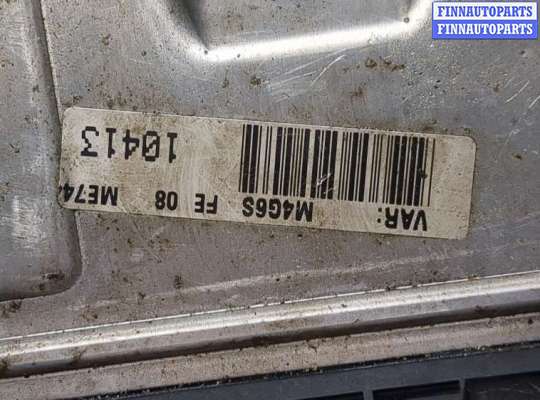 FINNAUTOPARTS
FINNAUTOPARTS
VAR: M4G6S FE 08 ME74
10413